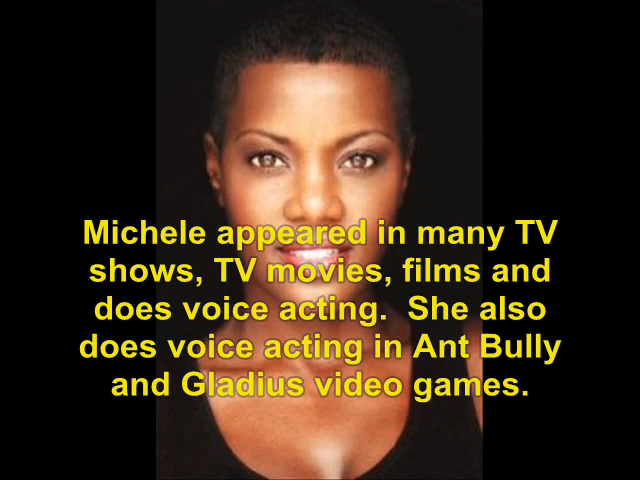 Michele appeared in many TV
shows, TV movies, films and
does voice acting.  She also
does voice acting in Ant Bully
and Gladius video games.